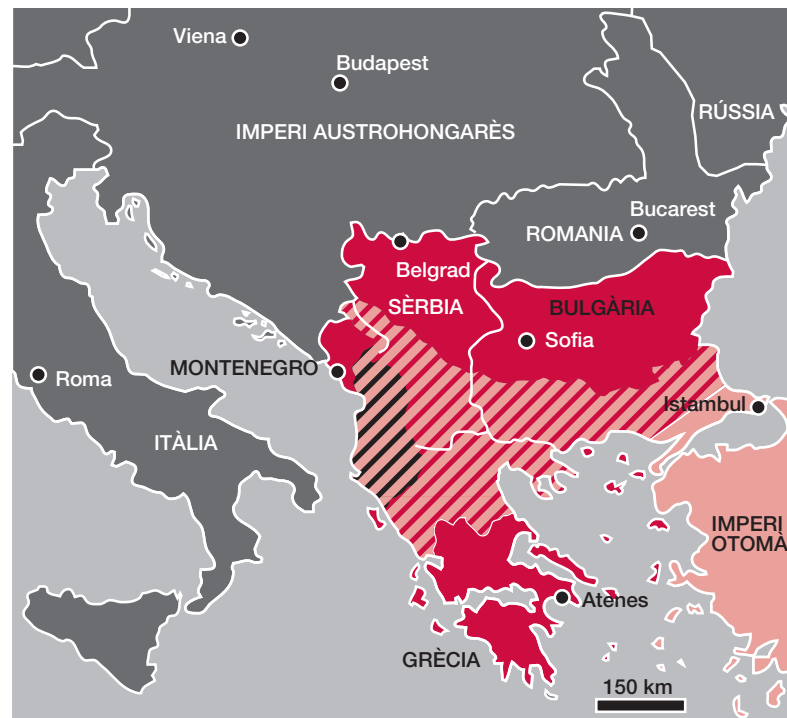 Viena
Budapest
IMPERI AUSTROHONGARÈS
RÚSSIA
Bucarest
ROMANIA
Belgrad
SÈRBIA
BULGÀRIA
Sofia
MONTENEGRO
Roma
Istambul
ITÀLIA
IMPERI
OTOMÀ
Atenes
GRÈCIA
150 km